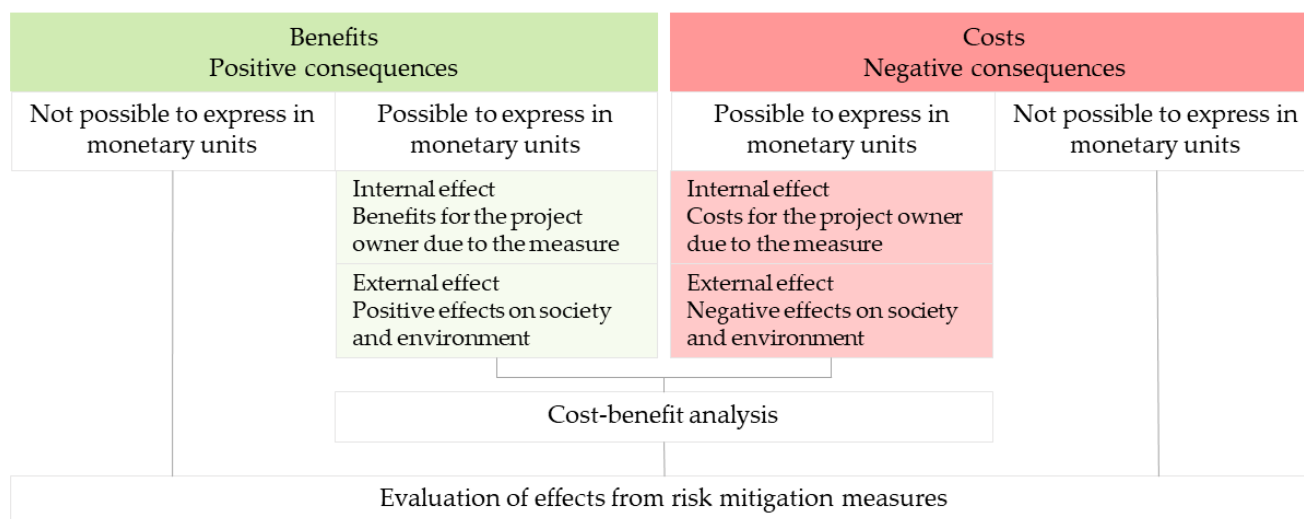 Benefits
Positive consequences
Costs
Negative consequences
Not possible to express in
monetary units
Possible to express in
monetary units
Possible to express in
monetary units
Not possible to express in
monetary units
Internal effect
Benefits for the project
owner due to the measure
External effect
Positive effects on society
and environment
Internal effect
Costs for the project owner
due to the measure
External effect
Negative effects on society
and environment
Cost-benefit analysis
Evaluation of effects from risk mitigation measures